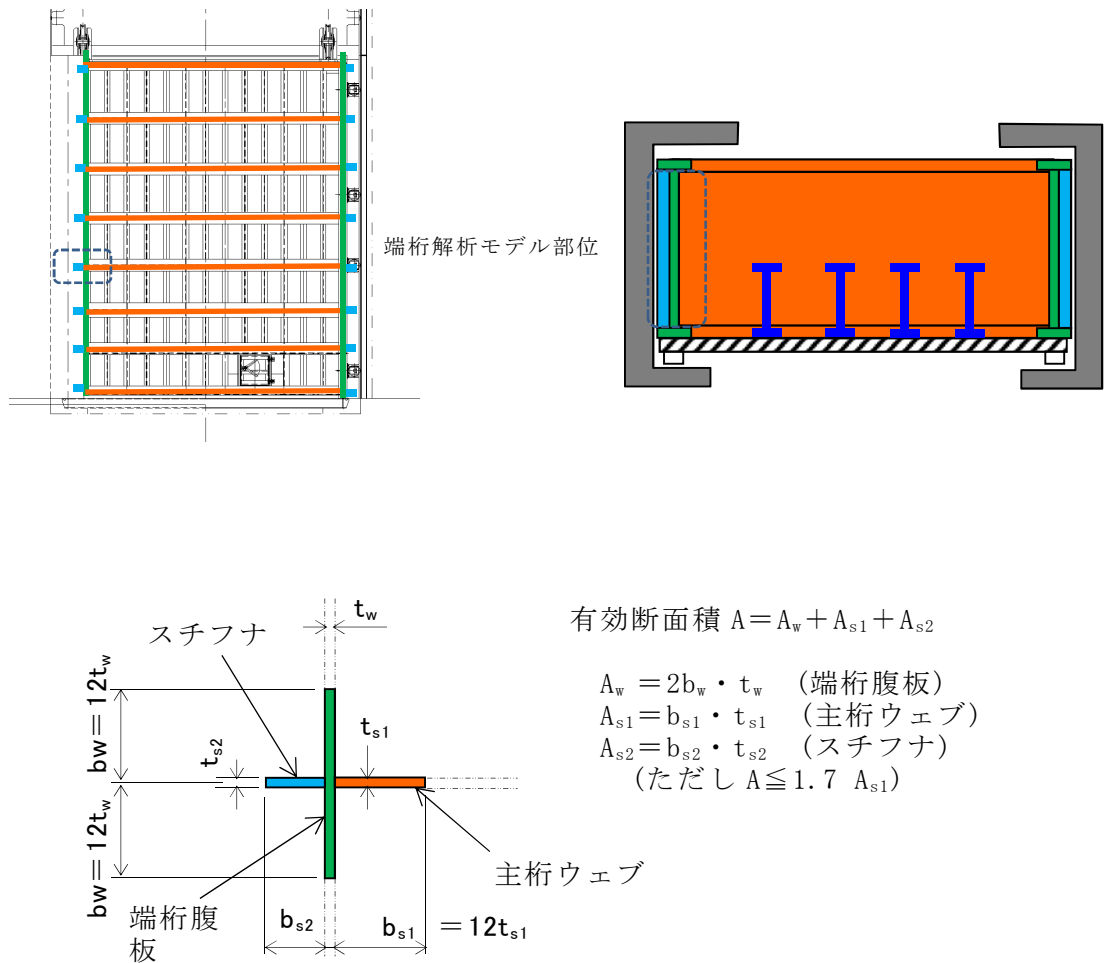 端桁解析モデル部位
有効断面積 A=Aw+As1+As2
Aw =2bw・tw (端桁腹板)
As1=bs1・ts1 (主桁ウェブ)
As2=bs2・ts2 (スチフナ)
(ただし A≦1.7 As1)
tw
スチフナ
bw=12tw
ts2
ts1
bw=12tw
主桁ウェブ
端桁腹
板
bs2
bs1 =12ts1